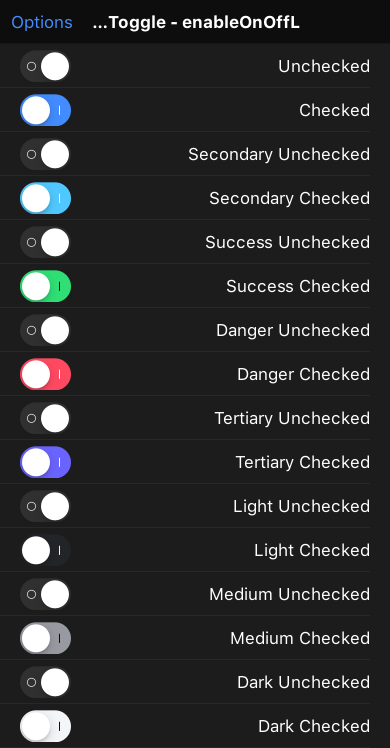 Options ...Toggle - enableOnOffL
Unchecked
Checked
Secondary Unchecked
Secondary Checked
Success Unchecked
Success Checked
Danger Unchecked
Danger Checked
Tertiary Unchecked
Tertiary Checked
Light Unchecked
Light Checked
Medium Unchecked
Medium Checked
Dark Unchecked
Dark Checked